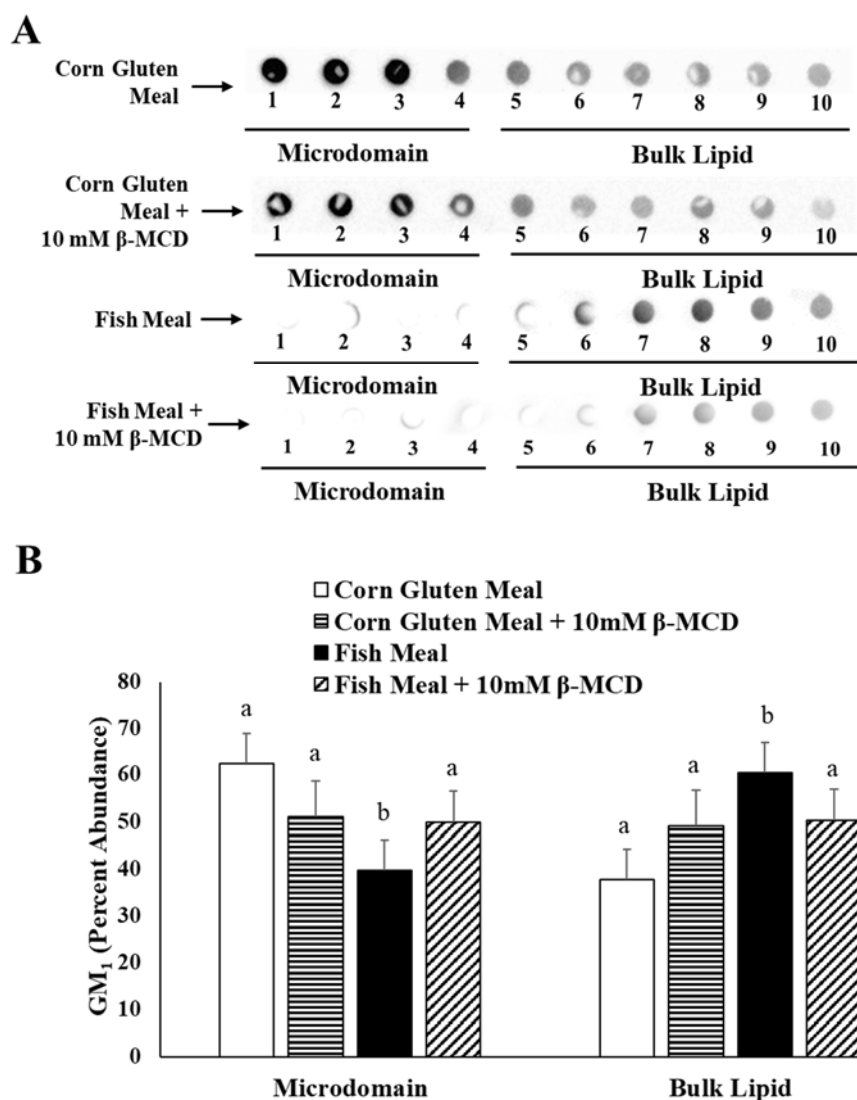 A
Corn Gluten
Meal
1 2 3 4 5 6 7 8 9 10
Microdomain Bulk Lipid
Corn Gluten
Meal +
10 mM β-MCD
1 2 3 4 5 6 7 8 9 10
Microdomain Bulk Lipid
Fish Meal
1 2 3 4 5 6 7 8 9 10
Microdomain Bulk Lipid
Fish Meal +
10 mM β-MCD
1 2 3 4 5 6 7 8 9 10
Microdomain Bulk Lipid
B
Corn Gluten Meal
Corn Gluten Meal + 10mM β-MCD
Fish Meal
Fish Meal + 10mM β-MCD
GM₁ (Percent Abundance)
80
70
60
50
40
30
20
10
0
a a b a a a b a
Microdomain Bulk Lipid